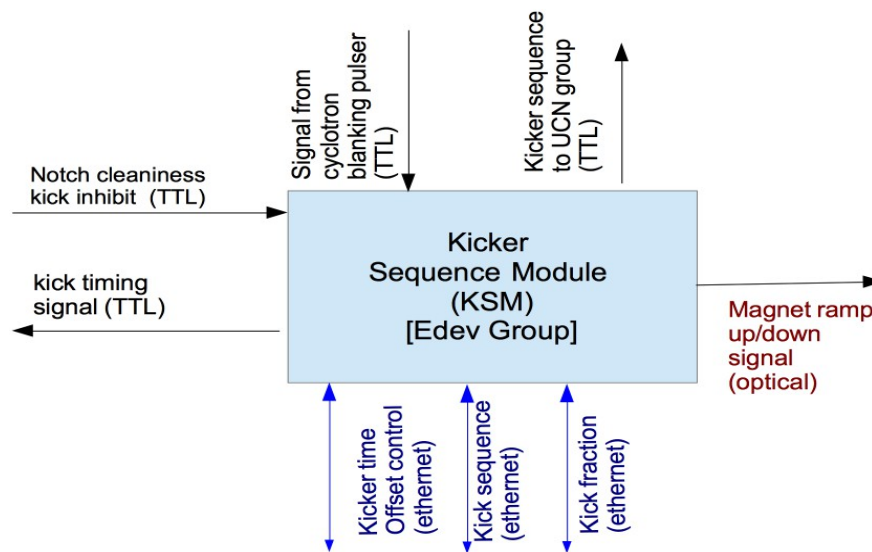 Signal from
cyclotron
blanking pulser
(TTL)
Kicker sequence
to UCN group
(TTL)
Notch cleaniness
kick inhibit (TTL)
kick timing
signal (TTL)
Kicker
Sequence Module
(KSM)
[Edev Group]
Magnet ramp
up/down
signal
(optical)
Kicker time
Offset control
(ethernet)
Kick sequence
(ethernet)
Kick fraction
(ethernet)